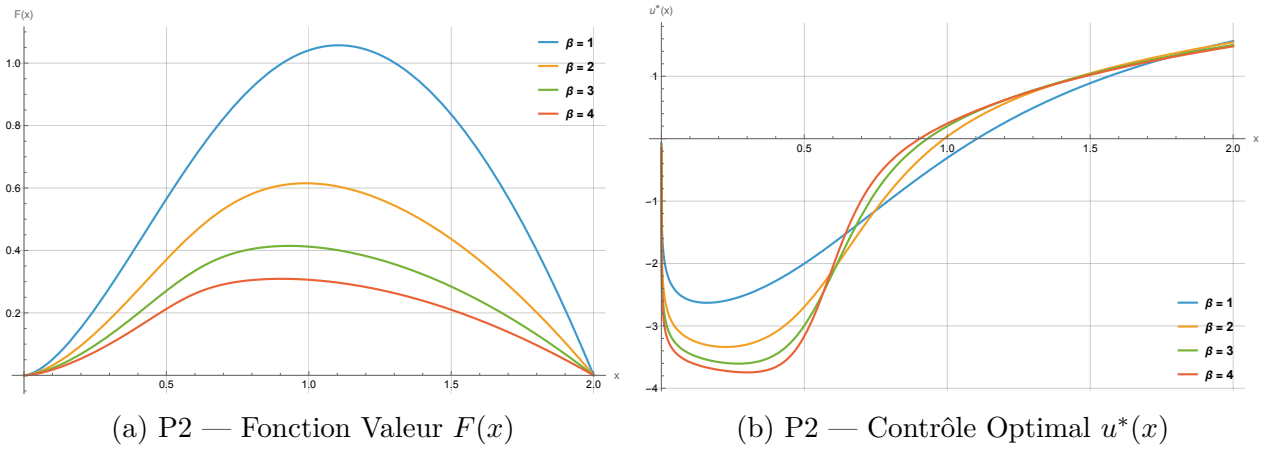 F(x)
1.0
0.8
0.6
0.4
0.2
0.5
1.0
1.5
2.0
x
β = 1
β = 2
β = 3
β = 4
u*(x)
1
-1
-2
-3
-4
0.5
1.0
1.5
2.0
x
β = 1
β = 2
β = 3
β = 4
(a) P2 — Fonction Valeur F(x)
(b) P2 — Contrôle Optimal u*(x)